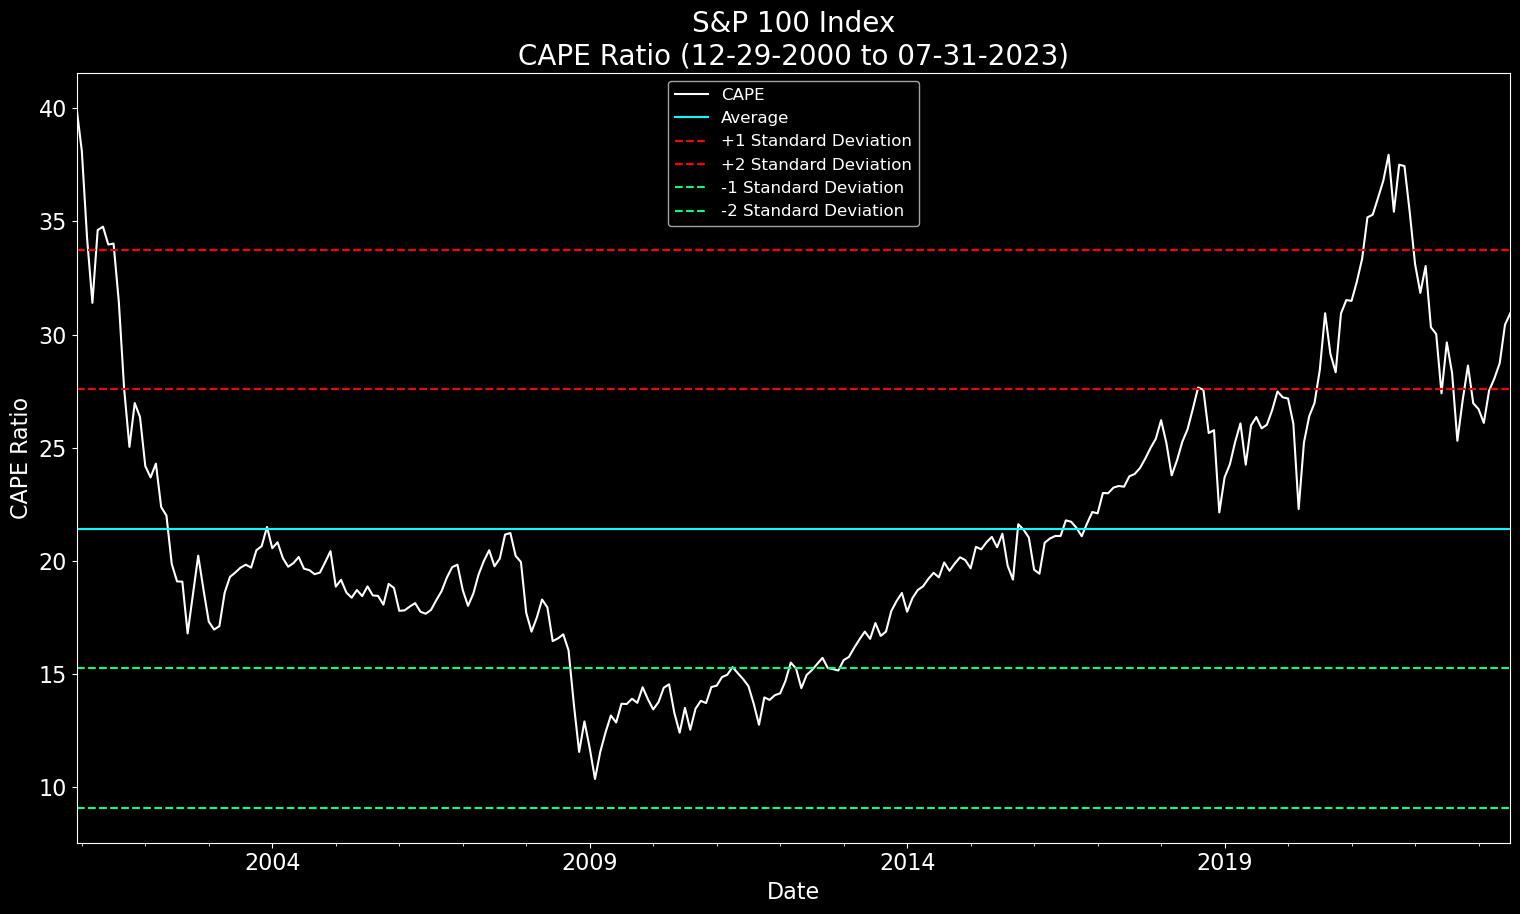 S&P 100 Index
CAPE Ratio (12-29-2000 to 07-31-2023)
CAPE
Average
+1 Standard Deviation
+2 Standard Deviation
-1 Standard Deviation
-2 Standard Deviation
40
35
30
25
20
15
10
CAPE Ratio
2004 2009 2014 2019
Date